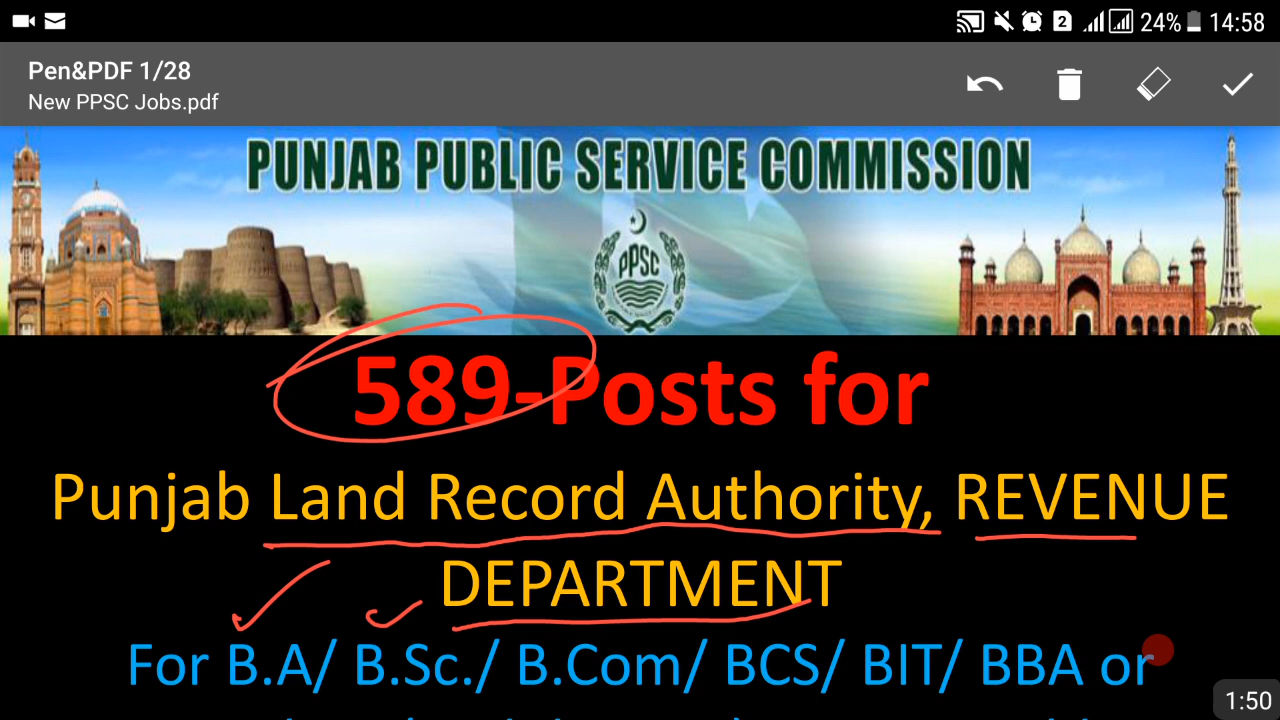 2 24% 14:58
Pen&PDF 1/28
New PPSC Jobs.pdf
PUNJAB PUBLIC SERVICE COMMISSION
PPSC
589-Posts for
Punjab Land Record Authority, REVENUE
DEPARTMENT
For B.A/ B.Sc./ B.Com/ BCS/ BIT/ BBA or
1:50